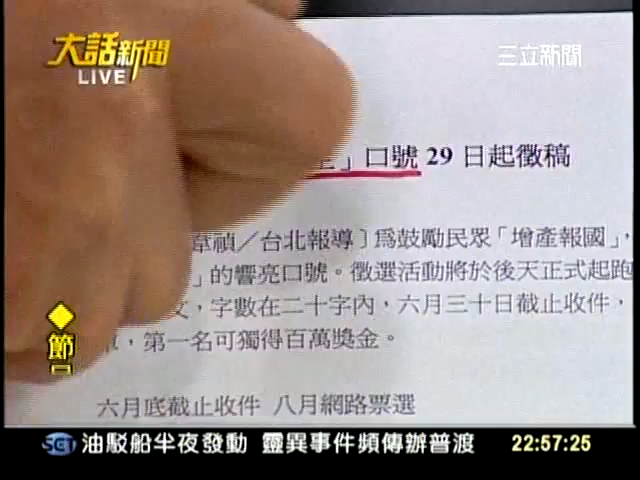 大話新聞
LIVE
三立新聞
」口號 29 日起徵稿
韋禎／台北報導〕為鼓勵民眾「增產報國」，
」的響亮口號。徵選活動將於後天正式起跑
文，字數在二十字內，六月三十日截止收件，
，第一名可獨得百萬獎金。
六月底截止收件 八月網路票選
◆節
SET 油駁船半夜發動 靈異事件頻傳辦普渡 22:57:25